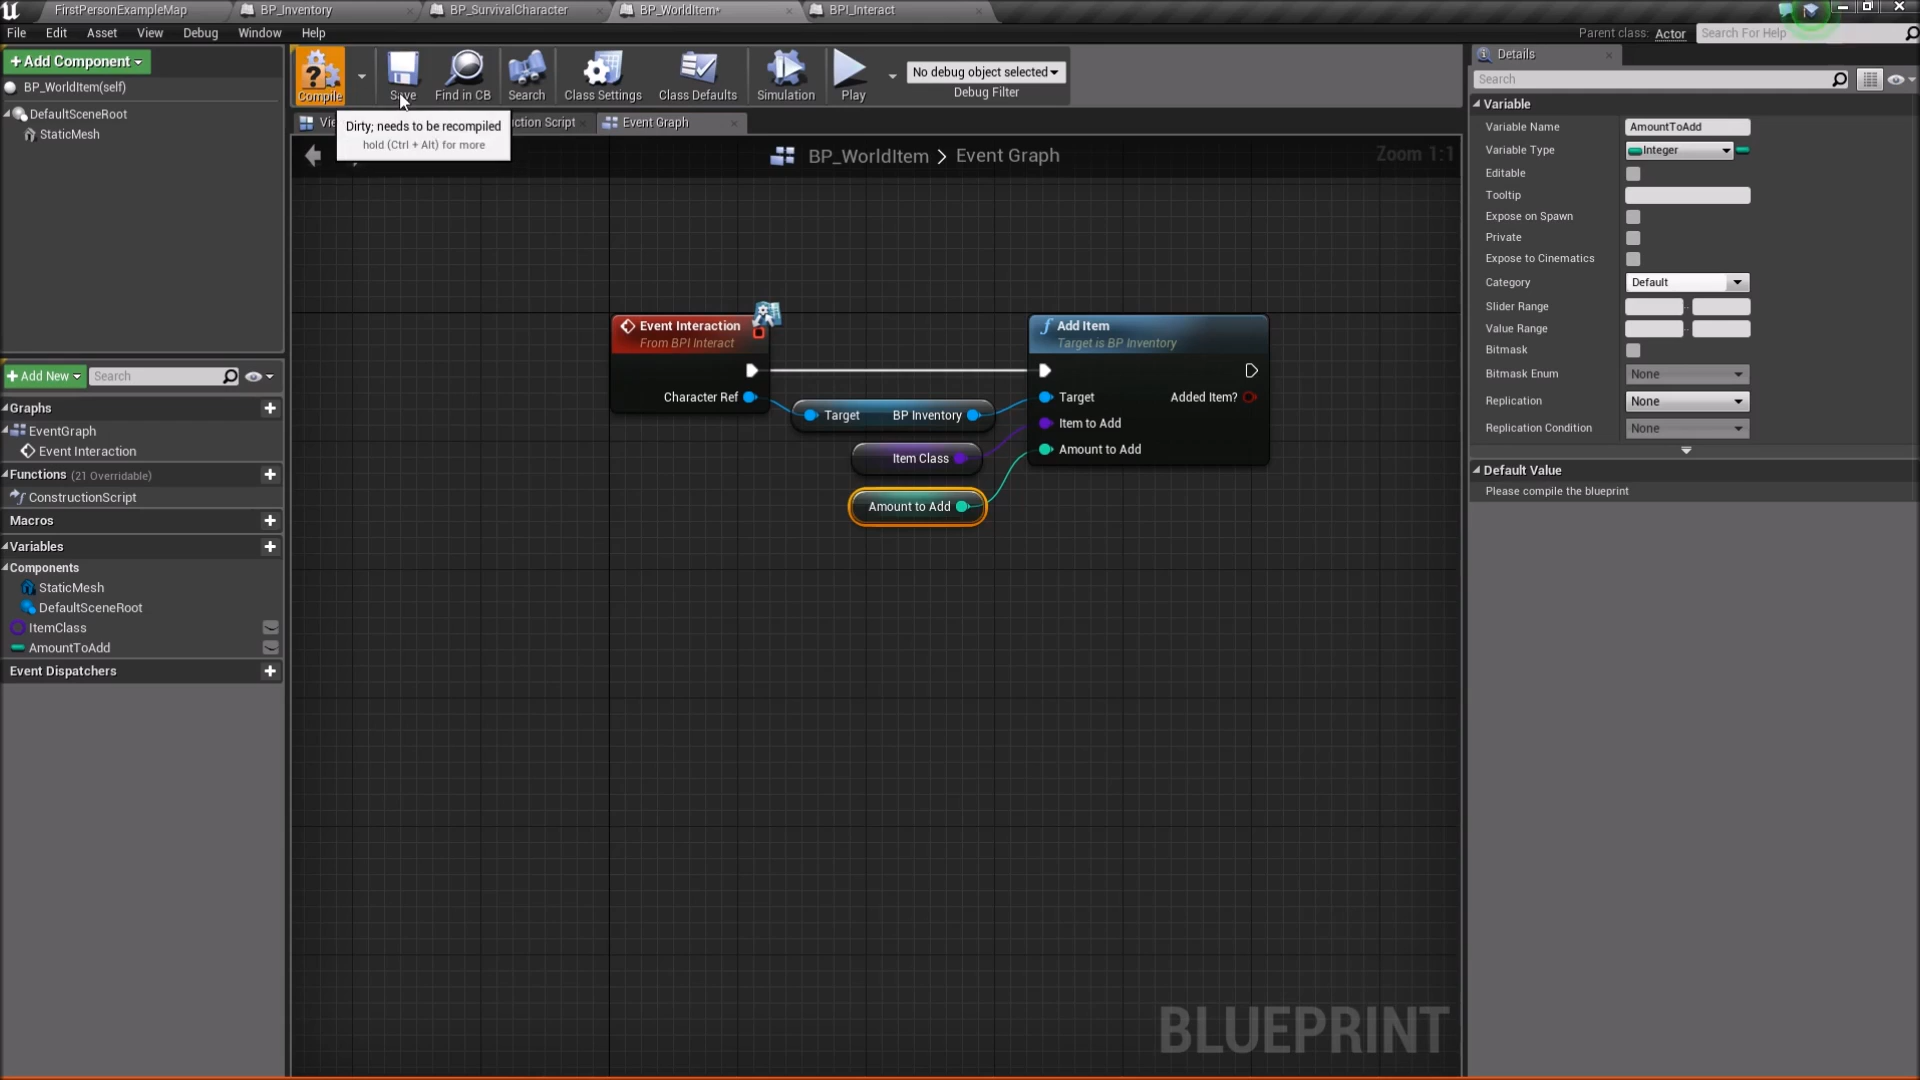 FirstPersonExampleMap
BP_Inventory
BP_SurvivalCharacter
BP_WorldItem*
BPI_Interact
File Edit Asset View Debug Window Help
Parent class: Actor
Search For Help
+Add Component
BP_WorldItem(self)
DefaultSceneRoot
StaticMesh
Compile
Save
Find in CB
Search
Class Settings
Class Defaults
Simulation
Play
No debug object selected
Debug Filter
Dirty; needs to be recompiled
hold (Ctrl + Alt) for more
ction Script
Event Graph
BP_WorldItem > Event Graph
Zoom 1:1
Event Interaction
From BPI Interact
Character Ref
Target BP Inventory
Item Class
Amount to Add
Add Item
Target is BP Inventory
Target
Added Item?
Item to Add
Amount to Add
BLUEPRINT
+Add New
Search
Graphs
EventGraph
Event Interaction
Functions (21 Overridable)
ConstructionScript
Macros
Variables
Components
StaticMesh
DefaultSceneRoot
ItemClass
AmountToAdd
Event Dispatchers
Details
Search
Variable
Variable Name AmountToAdd
Variable Type Integer
Editable
Tooltip
Expose on Spawn
Private
Expose to Cinematics
Category Default
Slider Range
Value Range
Bitmask
Bitmask Enum None
Replication None
Replication Condition None
Default Value
Please compile the blueprint